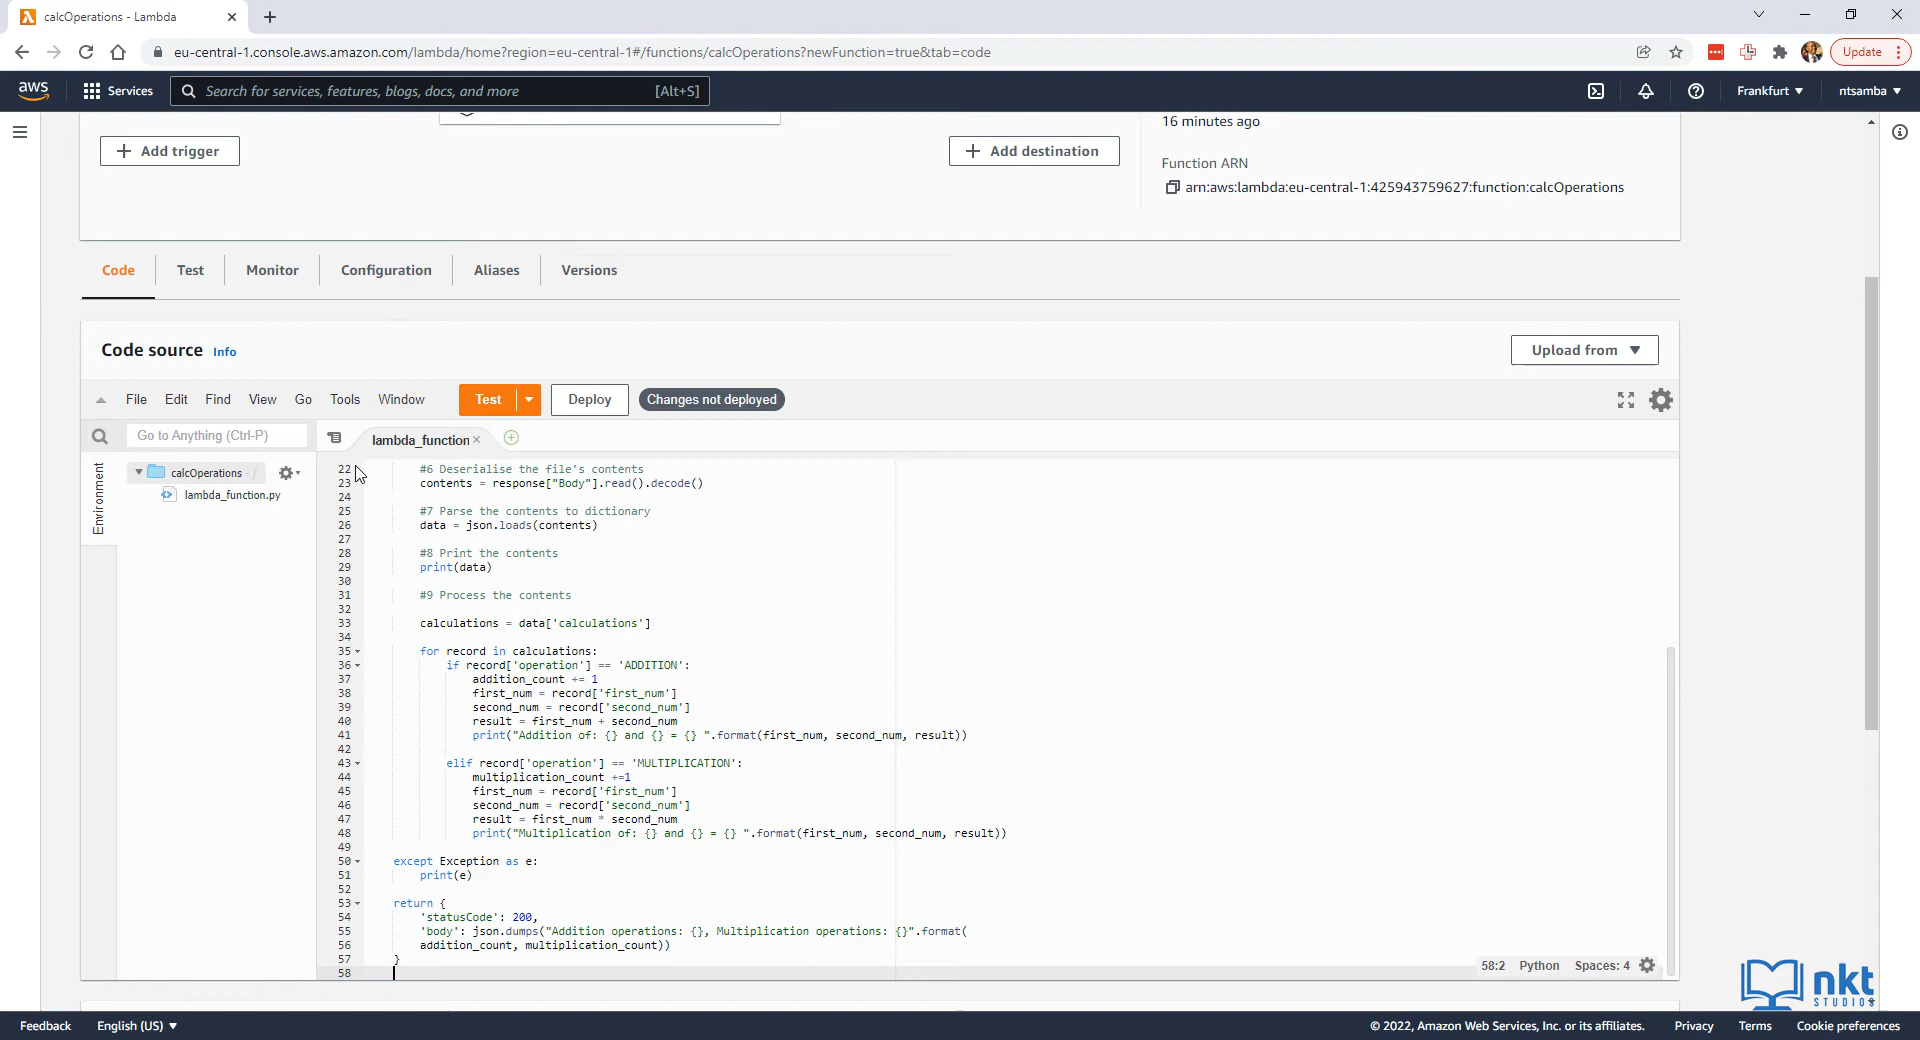 calcOperations - Lambda
eu-central-1.console.aws.amazon.com/lambda/home?region=eu-central-1#/functions/calcOperations?newFunction=true&tab=code
Update
aws
Services
Search for services, features, blogs, docs, and more
[Alt+S]
Frankfurt
ntsamba
16 minutes ago
Add trigger
Add destination
Function ARN
arn:aws:lambda:eu-central-1:425943759627:function:calcOperations
Code
Test
Monitor
Configuration
Aliases
Versions
Code source
Info
Upload from
File
Edit
Find
View
Go
Tools
Window
Test
Deploy
Changes not deployed
Go to Anything (Ctrl-P)
lambda_function
Environment
calcOperations - /
lambda_function.py
22 #6 Deserialise the file's contents
23 contents = response["Body"].read().decode()
24
25 #7 Parse the contents to dictionary
26 data = json.loads(contents)
27
28 #8 Print the contents
29 print(data)
30
31 #9 Process the contents
32
33 calculations = data['calculations']
34
35 for record in calculations:
36 if record['operation'] == 'ADDITION':
37 addition_count += 1
38 first_num = record['first_num']
39 second_num = record['second_num']
40 result = first_num + second_num
41 print("Addition of: {} and {} = {} ".format(first_num, second_num, result))
42
43 elif record['operation'] == 'MULTIPLICATION':
44 multiplication_count +=1
45 first_num = record['first_num']
46 second_num = record['second_num']
47 result = first_num * second_num
48 print("Multiplication of: {} and {} = {} ".format(first_num, second_num, result))
49
50 except Exception as e:
51 print(e)
52
53 return {
54 'statusCode': 200,
55 'body': json.dumps("Addition operations: {}, Multiplication operations: {}".format(
56 addition_count, multiplication_count))
57 }
58
58:2
Python
Spaces: 4
nkt
STUDIOS
Feedback
English (US)
© 2022, Amazon Web Services, Inc. or its affiliates.
Privacy
Terms
Cookie preferences